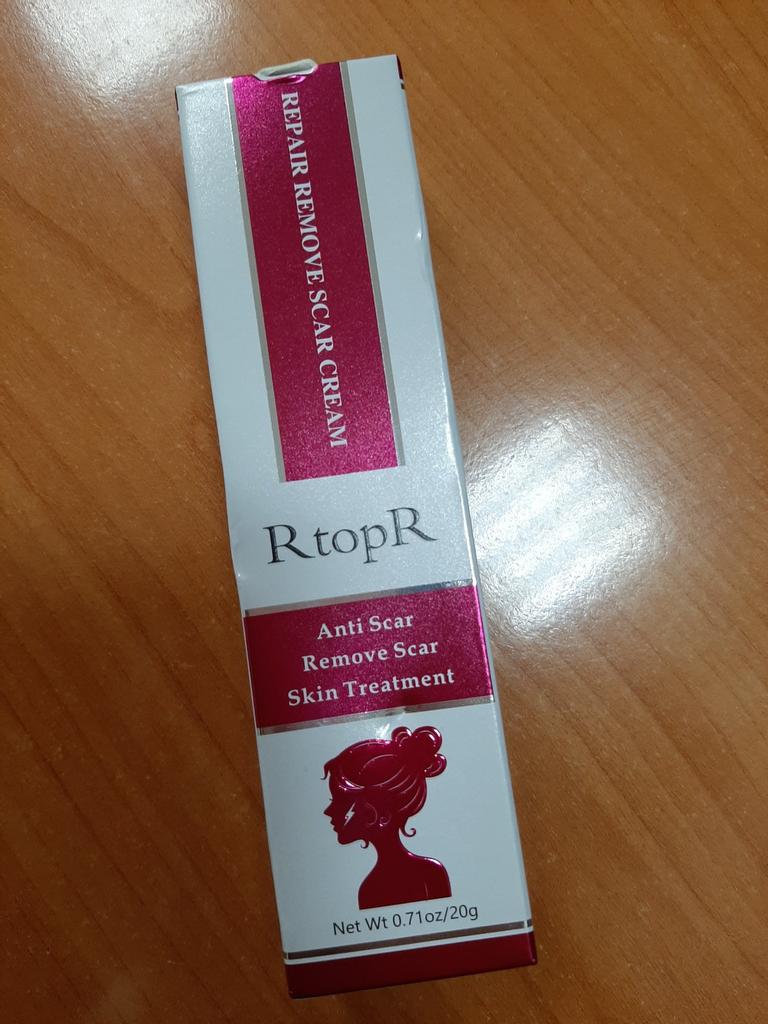 REPAIR REMOVE SCAR CREAM
RtopR
Anti Scar
Remove Scar
Skin Treatment
Net Wt 0.71oz/20g